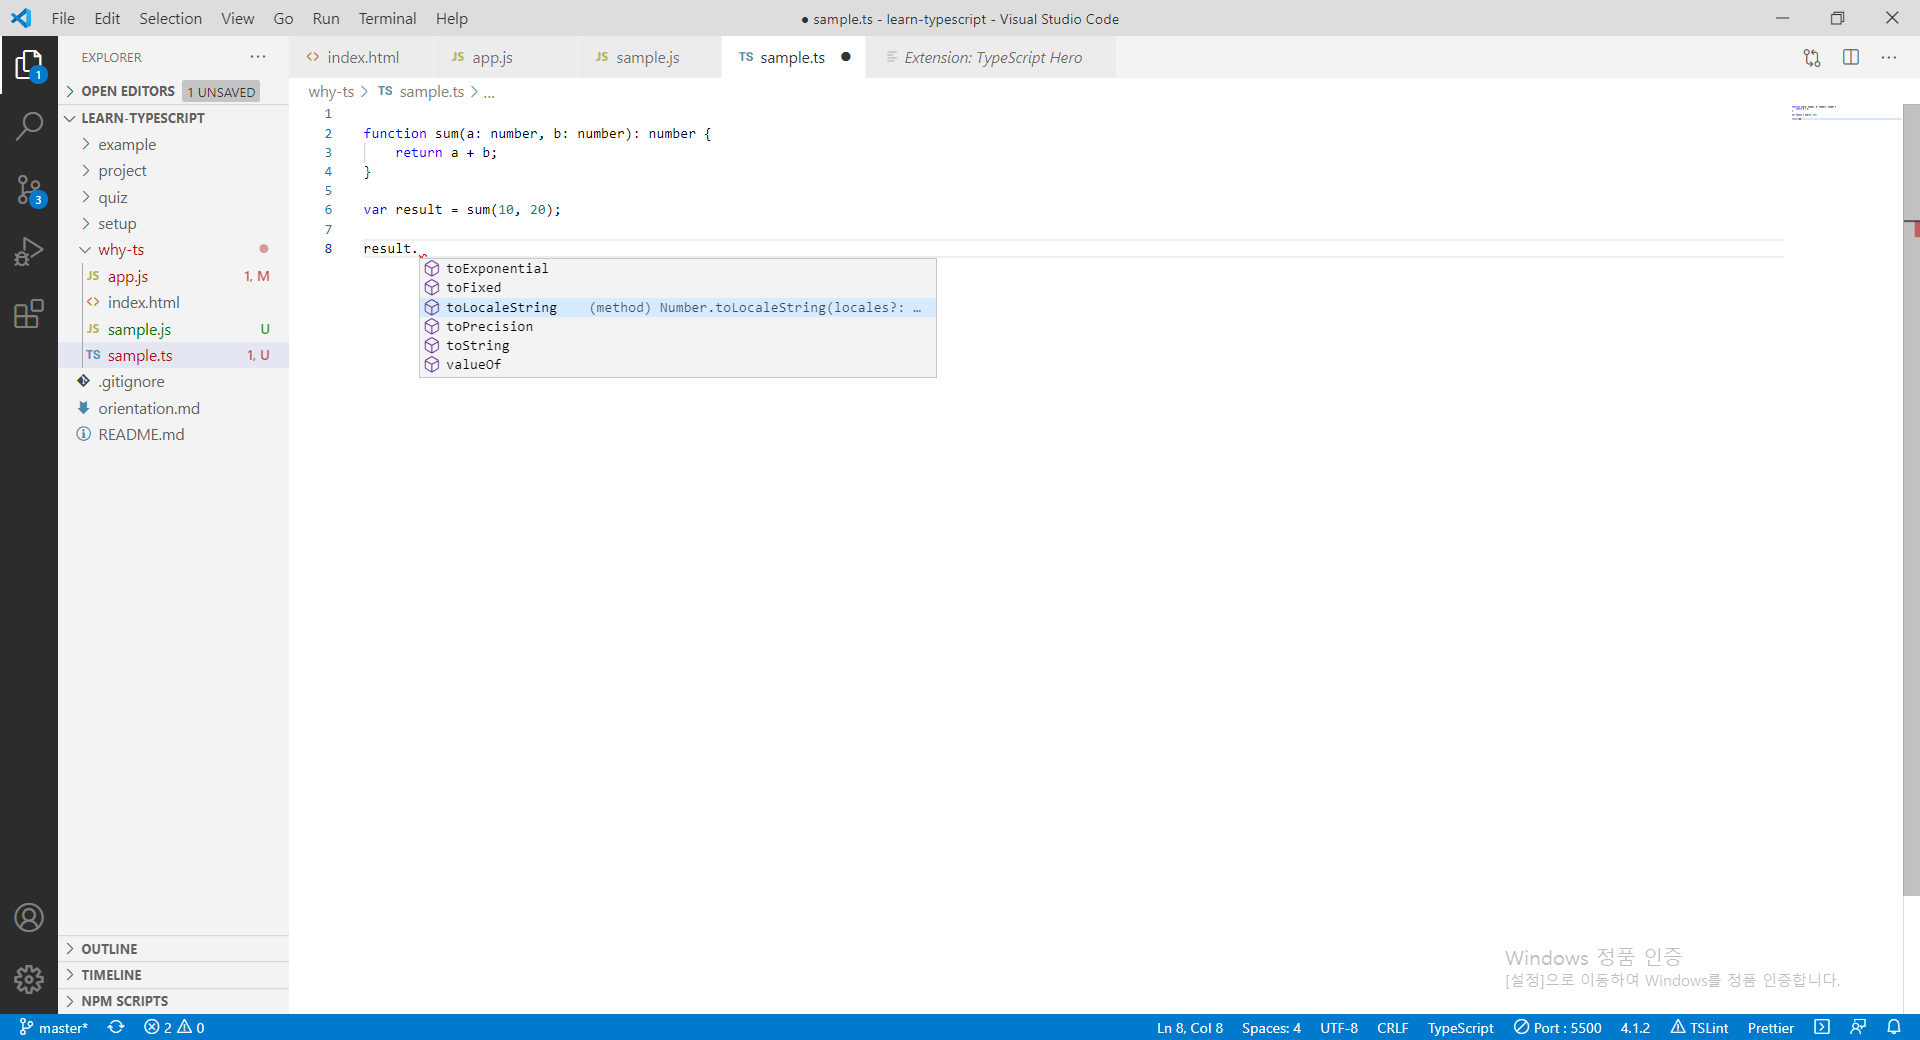 File Edit Selection View Go Run Terminal Help
● sample.ts - learn-typescript - Visual Studio Code
EXPLORER ...
index.html
JS app.js
JS sample.js
TS sample.ts ●
Extension: TypeScript Hero
1
3
OPEN EDITORS 1 UNSAVED
LEARN-TYPESCRIPT
example
project
quiz
setup
why-ts
JS app.js 1, M
index.html
JS sample.js U
TS sample.ts 1, U
.gitignore
orientation.md
README.md
OUTLINE
TIMELINE
NPM SCRIPTS
why-ts > TS sample.ts > ...
1
2 function sum(a: number, b: number): number {
3 return a + b;
4 }
5
6 var result = sum(10, 20);
7
8 result.
toExponential
toFixed
toLocaleString (method) Number.toLocaleString(locales?: …
toPrecision
toString
valueOf
Windows 정품 인증
[설정]으로 이동하여 Windows를 정품 인증합니다.
master* 2 0
Ln 8, Col 8 Spaces: 4 UTF-8 CRLF TypeScript Port : 5500 4.1.2 TSLint Prettier